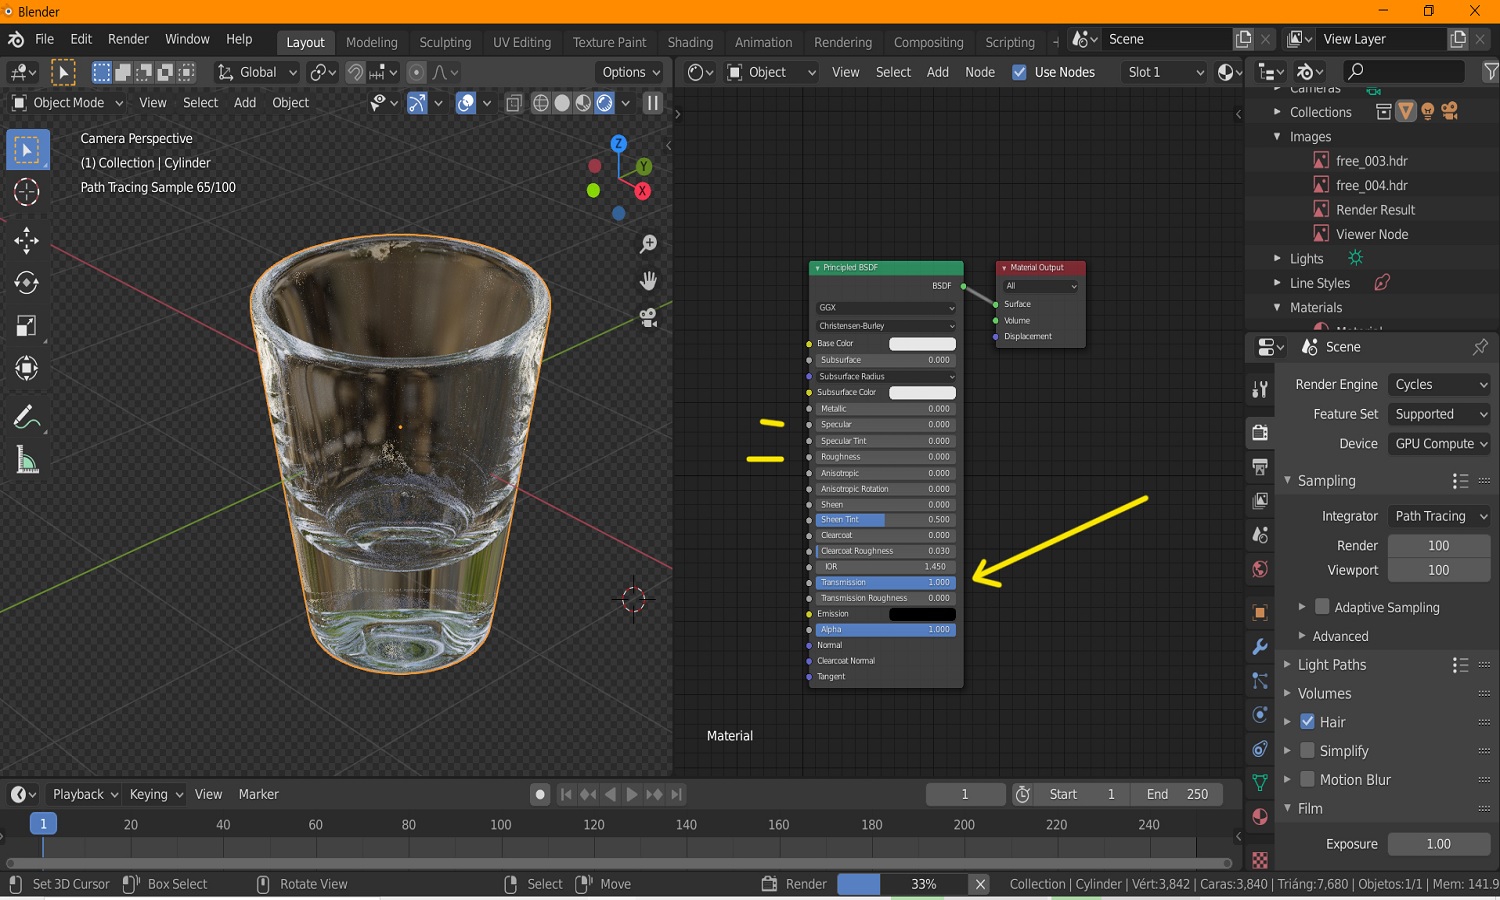 Blender
File Edit Render Window Help
Layout Modeling Sculpting UV Editing Texture Paint Shading Animation Rendering Compositing Scripting
Scene
View Layer
Global
Options
Object View Select Add Node Use Nodes Slot 1
Object Mode View Select Add Object
Camera Perspective
(1) Collection | Cylinder
Path Tracing Sample 65/100
Z
Y
X
Principled BSDF
BSDF
GGX
Christensen-Burley
Base Color
Subsurface 0.000
Subsurface Radius
Subsurface Color
Metallic 0.000
Specular 0.000
Specular Tint 0.000
Roughness 0.000
Anisotropic 0.000
Anisotropic Rotation 0.000
Sheen 0.000
Sheen Tint 0.500
Clearcoat 0.000
Clearcoat Roughness 0.030
IOR 1.450
Transmission 1.000
Transmission Roughness 0.000
Emission
Alpha 1.000
Normal
Clearcoat Normal
Tangent
Material Output
All
Surface
Volume
Displacement
Material
Cameras
Collections
Images
free_003.hdr
free_004.hdr
Render Result
Viewer Node
Lights
Line Styles
Materials
Material
Scene
Render Engine Cycles
Feature Set Supported
Device GPU Compute
Sampling
Integrator Path Tracing
Render 100
Viewport 100
Adaptive Sampling
Advanced
Light Paths
Volumes
Hair
Simplify
Motion Blur
Film
Exposure 1.00
Playback Keying View Marker
1
Start 1
End 250
1 20 40 60 80 100 120 140 160 180 200 220 240
Set 3D Cursor Box Select Rotate View Select Move Render 33% Collection | Cylinder | Vért:3,842 | Caras:3,840 | Triáng:7,680 | Objetos:1/1 | Mem: 141.9